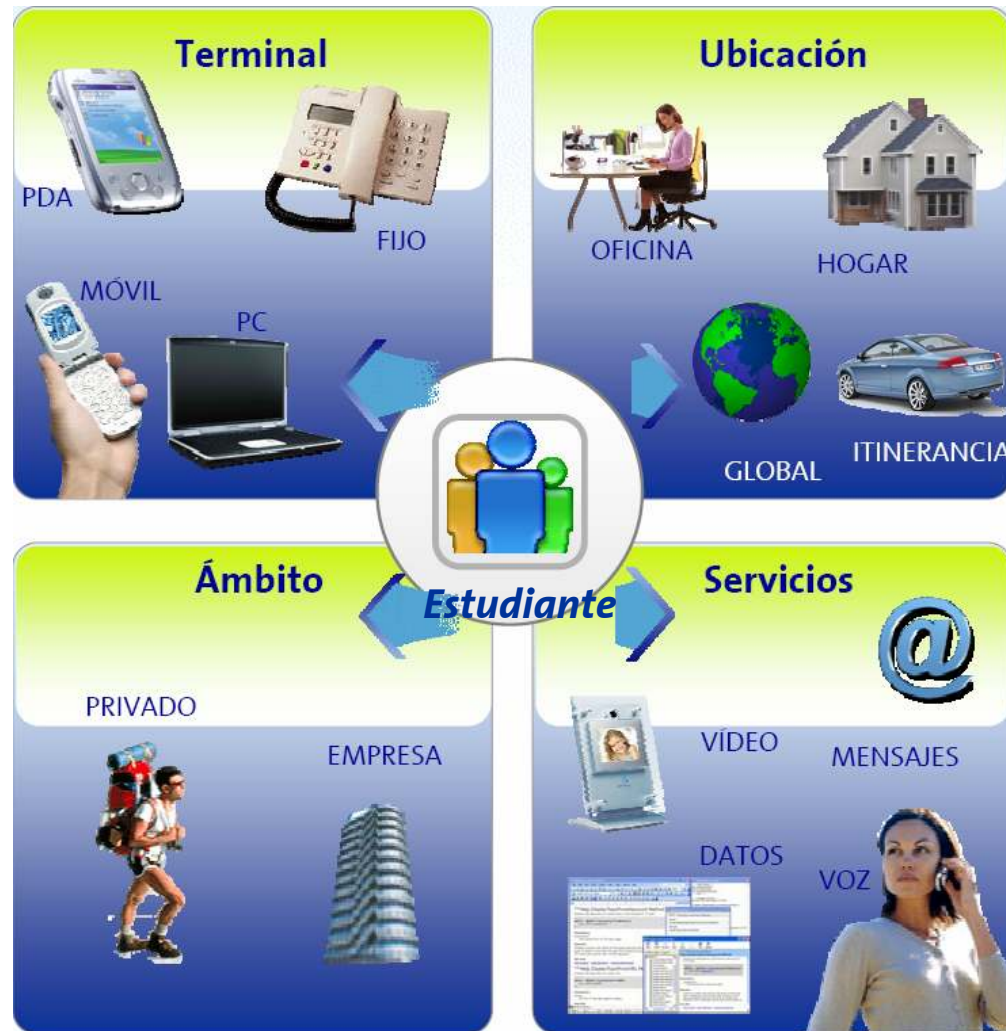 Terminal
PDA
FIJO
MÓVIL
PC
Ubicación
OFICINA
HOGAR
GLOBAL
ITINERANCIA
Estudiante
Ámbito
PRIVADO
EMPRESA
Servicios
@
VÍDEO
MENSAJES
DATOS
VOZ